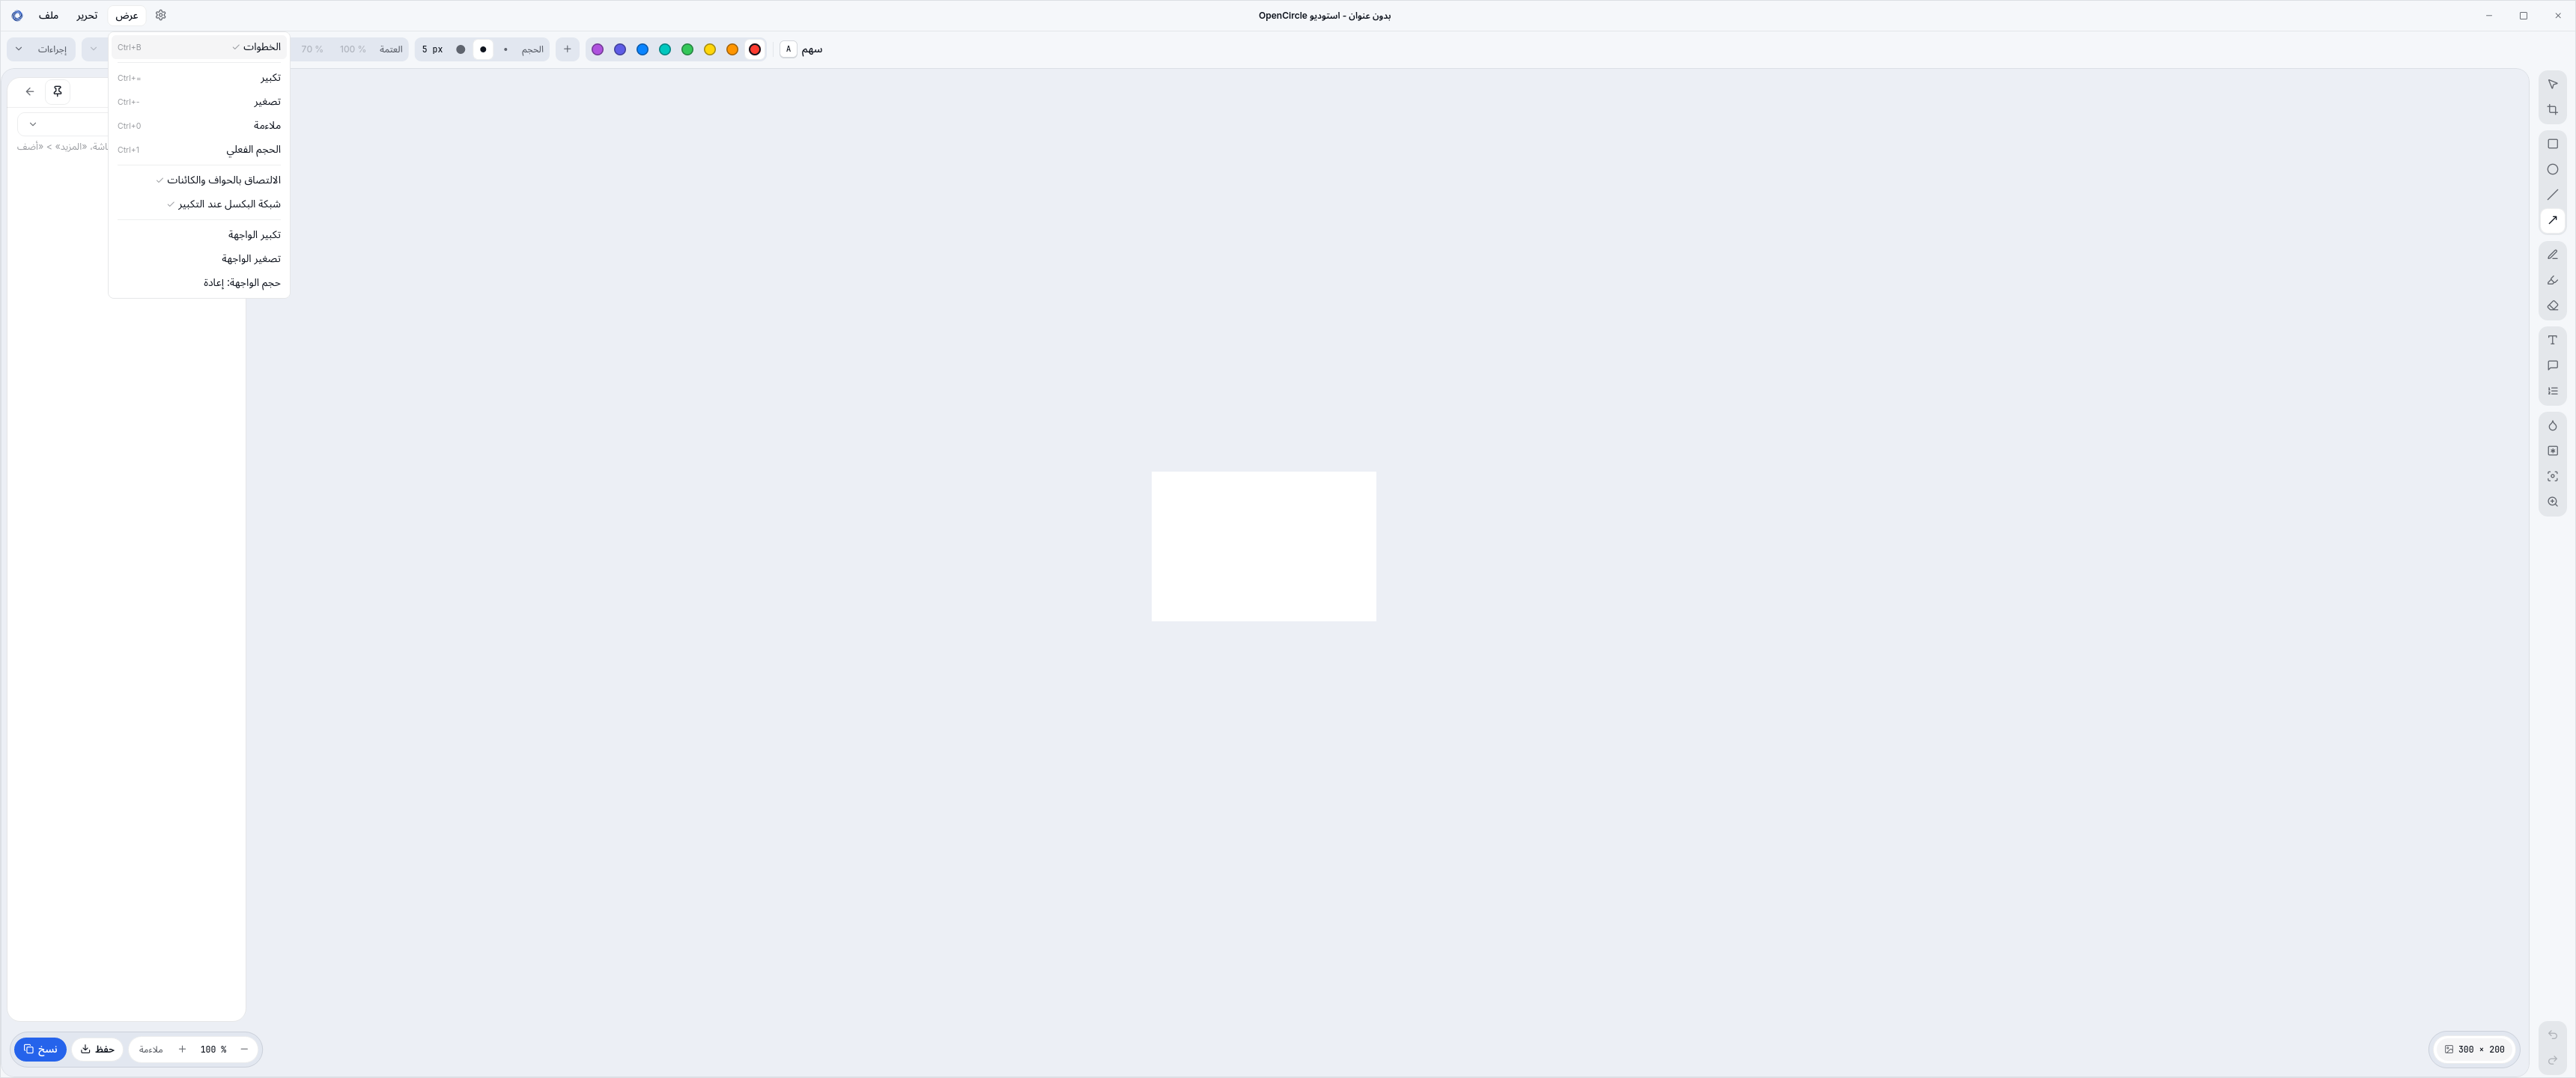 ملف
تحرير
عرض
بدون عنوان - استوديو OpenCircle
سهم
A
الحجم
5 px
العتمة
100 %
70 %
إجراءات
الخطوات
Ctrl+B
تكبير
Ctrl+=
تصغير
Ctrl+-
ملاءمة
Ctrl+0
الحجم الفعلي
Ctrl+1
الالتصاق بالحواف والكائنات
شبكة البكسل عند التكبير
تكبير الواجهة
تصغير الواجهة
حجم الواجهة: إعادة
«المزيد» > «أضف
300 × 200
100 %
ملاءمة
حفظ
نسخ